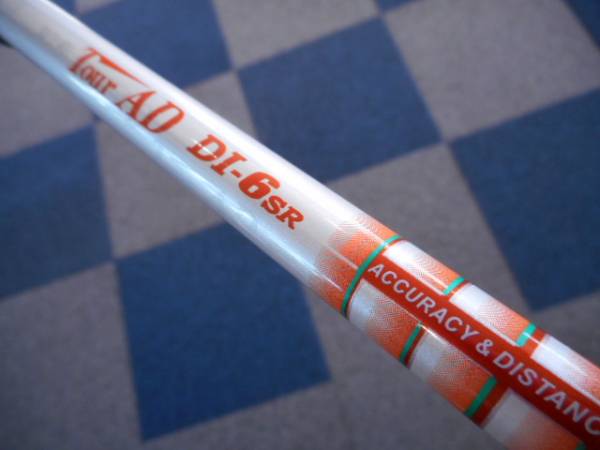 Tour AD DI-6SR
ACCURACY & DISTANC